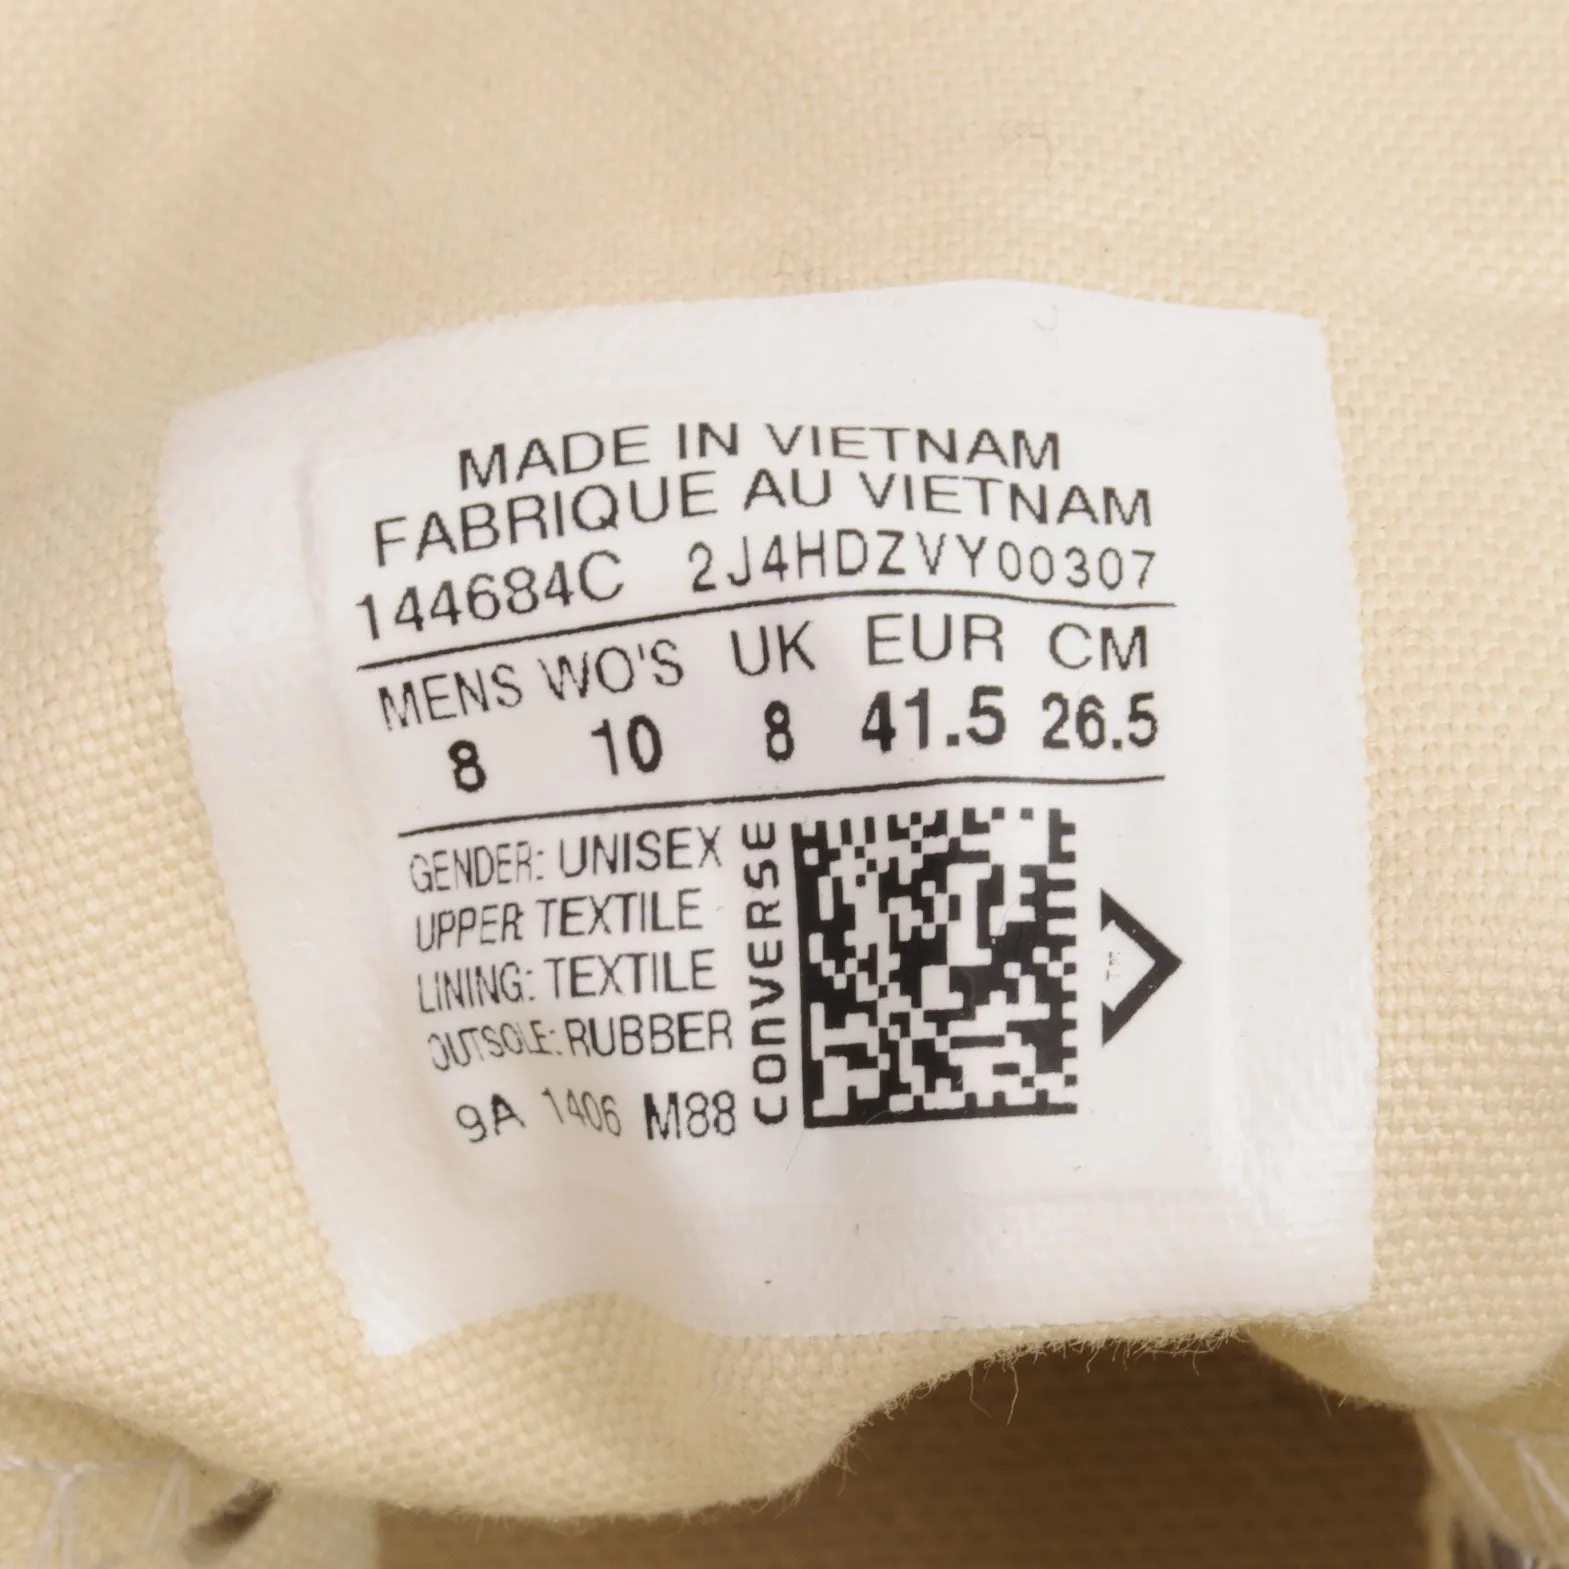 MADE IN VIETNAM
FABRIQUE AU VIETNAM
144684C 2J4HDZVY00307
MENS WO'S UK EUR CM
8 10 8 41.5 26.5
GENDER: UNISEX
UPPER: TEXTILE
LINING: TEXTILE
OUTSOLE: RUBBER
9A 1406 M88
CONVERSE
TM